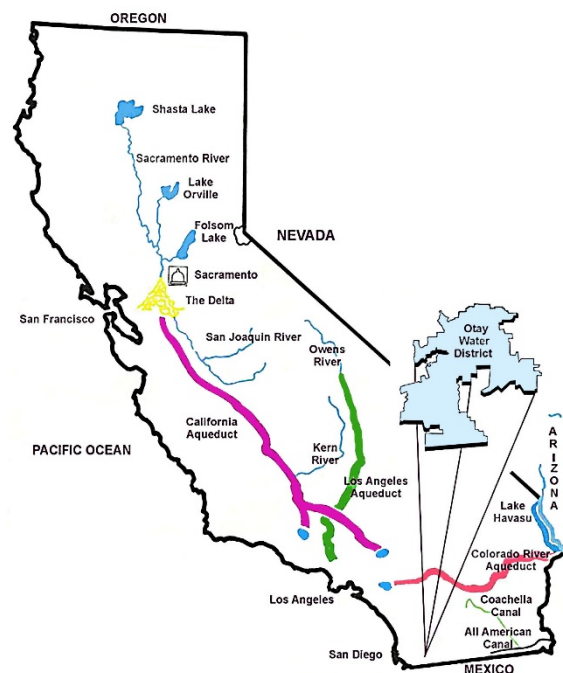 OREGON
Shasta Lake
Sacramento River
Lake
Orville
Folsom
Lake
NEVADA
Sacramento
The Delta
San Francisco
San Joaquin River
Owens
River
Otay
Water
District
California
Aqueduct
PACIFIC OCEAN
Kern
River
Los Angeles
Aqueduct
ARIZONA
Lake
Havasu
Colorado River
Aqueduct
Los Angeles
Coachella
Canal
All American
Canal
San Diego
MEXICO